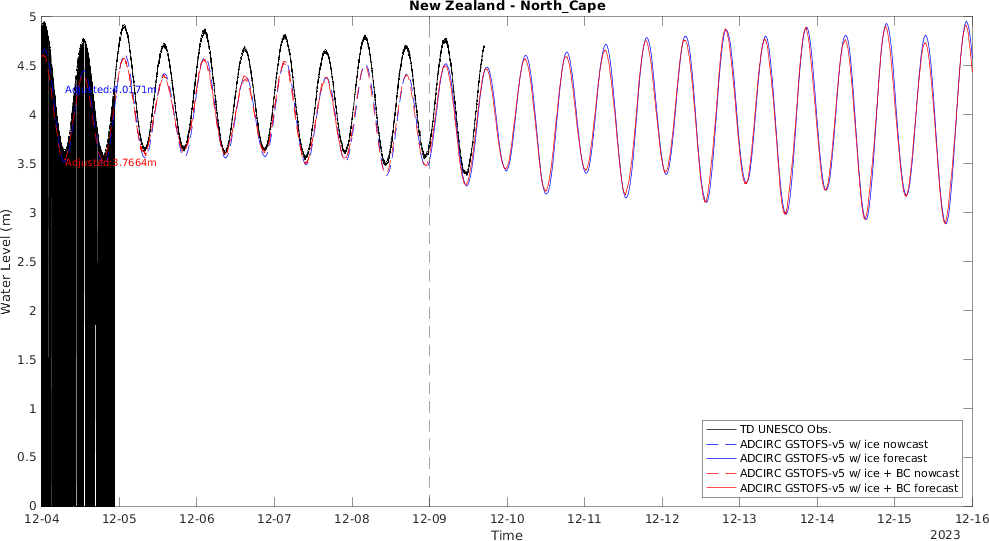 New Zealand - North_Cape
5
4.5
4
3.5
3
2.5
2
1.5
1
0.5
0
Water Level (m)
Adjusted:4.0171m
Adjusted:3.7664m
TD UNESCO Obs.
ADCIRC GSTOFS-v5 w/ ice nowcast
ADCIRC GSTOFS-v5 w/ ice forecast
ADCIRC GSTOFS-v5 w/ ice + BC nowcast
ADCIRC GSTOFS-v5 w/ ice + BC forecast
12-04 12-05 12-06 12-07 12-08 12-09 12-10 12-11 12-12 12-13 12-14 12-15 12-16
Time
2023